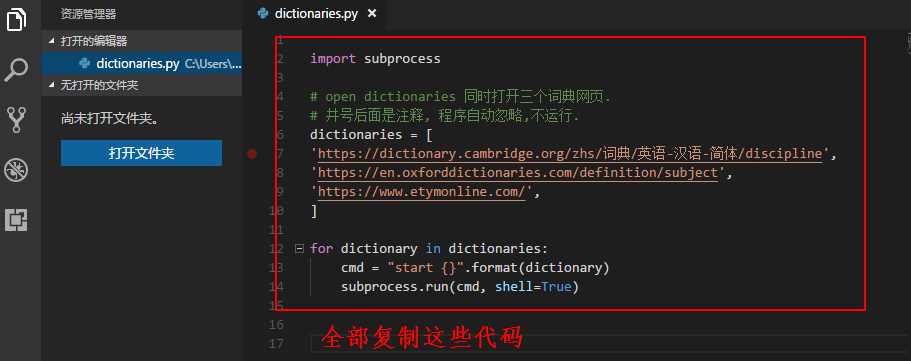 资源管理器
打开的编辑器
dictionaries.py C:\Users\...
无打开的文件夹
尚未打开文件夹。
打开文件夹
dictionaries.py ×
1
2 import subprocess
3
4 # open dictionaries 同时打开三个词典网页.
5 # 井号后面是注释, 程序自动忽略,不运行.
6 dictionaries = [
7 'https://dictionary.cambridge.org/zhs/词典/英语-汉语-简体/discipline',
8 'https://en.oxforddictionaries.com/definition/subject',
9 'https://www.etymonline.com/',
10 ]
11
12 for dictionary in dictionaries:
13 cmd = "start {}".format(dictionary)
14 subprocess.run(cmd, shell=True)
15
16
17
全部复制这些代码